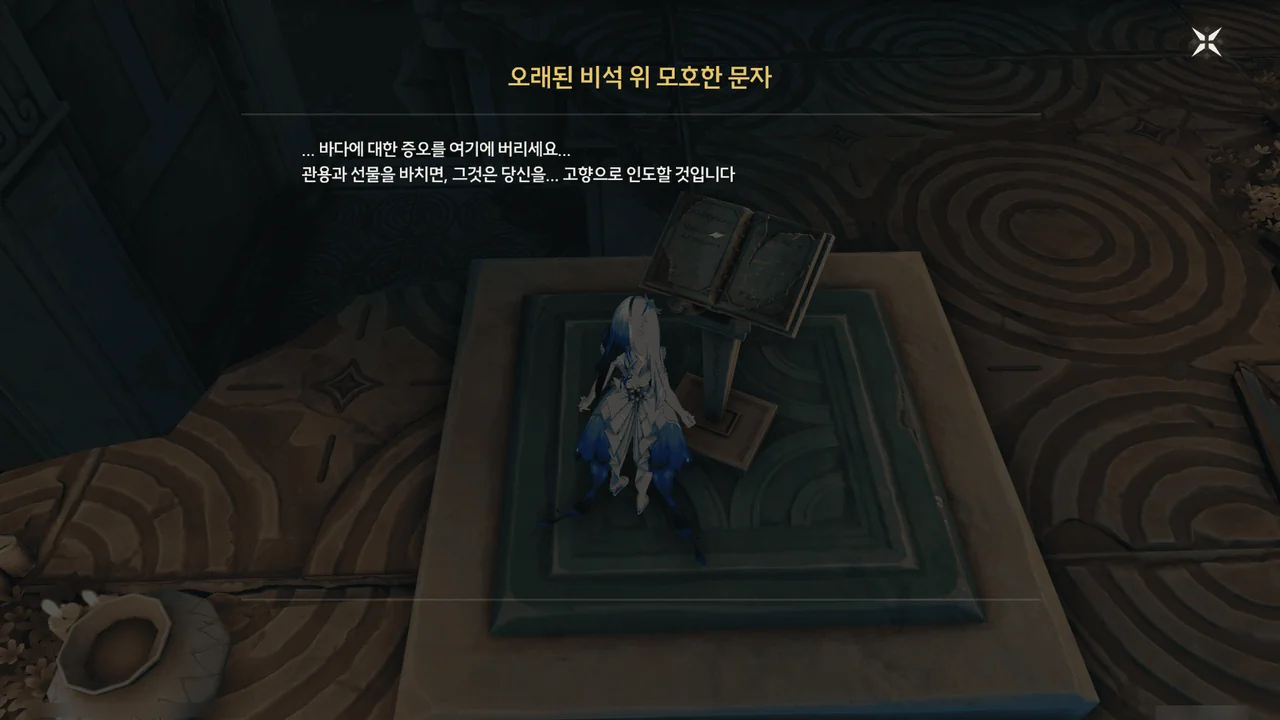 오래된 비석 위 모호한 문자
... 바다에 대한 증오를 여기에 버리세요...
관용과 선물을 바치면, 그것은 당신을... 고향으로 인도할 것입니다